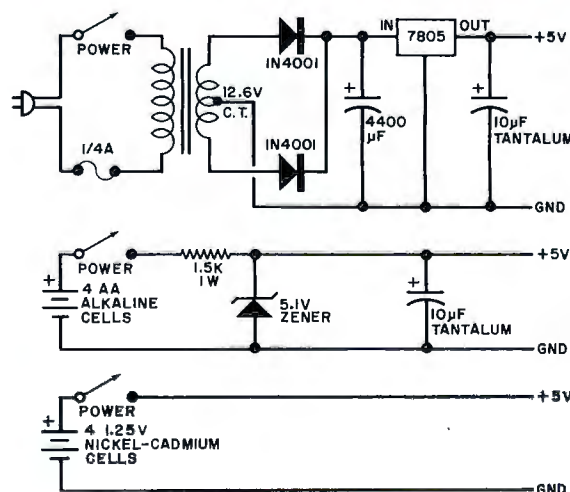 POWER
1/4A
12.6V
C.T.
1N4001
1N4001
+
4400
µF
IN
7805
OUT
+
10µF
TANTALUM
+5V
GND
POWER
+
4 AA
ALKALINE
CELLS
1.5K
1W
5.1V
ZENER
+
10µF
TANTALUM
+5V
GND
POWER
+
4 1.25V
NICKEL-CADMIUM
CELLS
+5V
GND